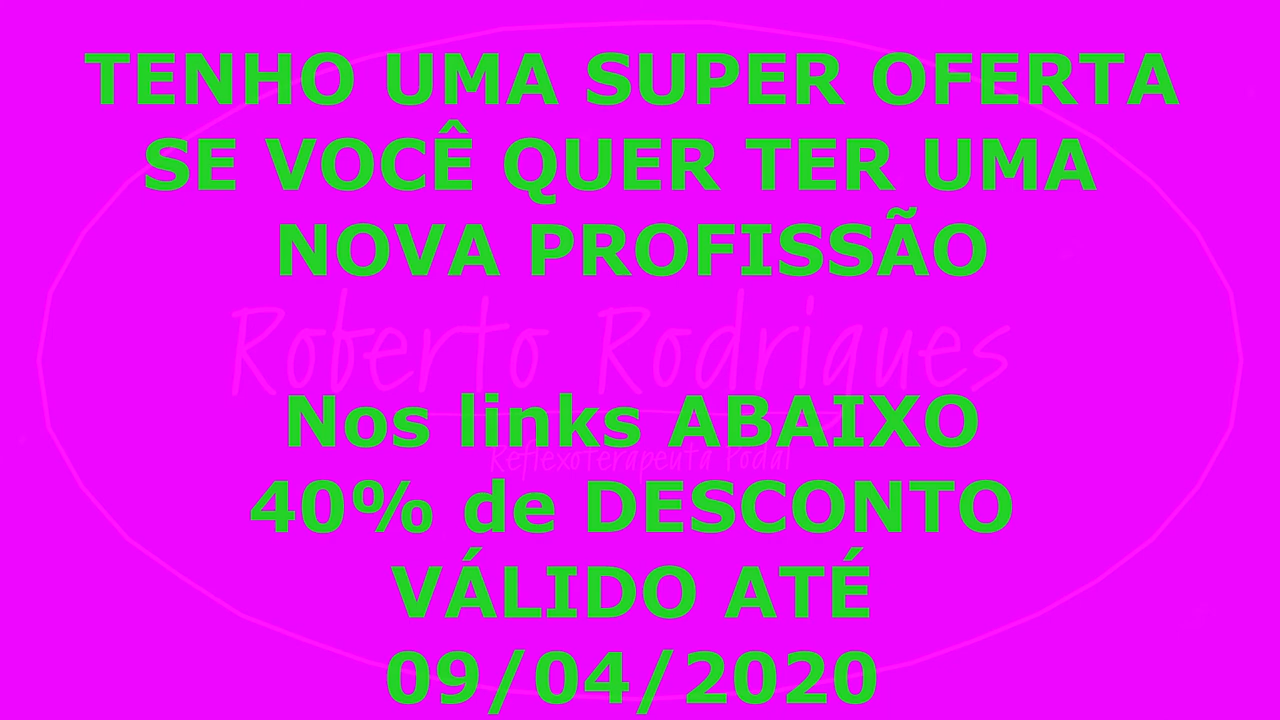 TENHO UMA SUPER OFERTA
SE VOCÊ QUER TER UMA
NOVA PROFISSÃO
Roberto Rodrigues
Nos links ABAIXO
Reflexoterapeuta Podal
40% de DESCONTO
VÁLIDO ATÉ
09/04/2020